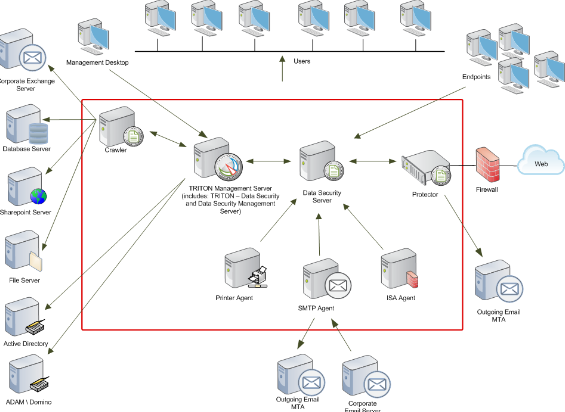 Users
Management Desktop
Endpoints
Corporate Exchange
Server
Database Server
Crawler
TRITON Management Server
(includes: TRITON – Data Security
and Data Security Management
Server)
Data Security
Server
Protector
Firewall
Web
Sharepoint Server
File Server
Printer Agent
SMTP Agent
ISA Agent
Outgoing Email
MTA
Active Directory
ADAM \ Domino
Outgoing Email
MTA
Corporate
Email Server